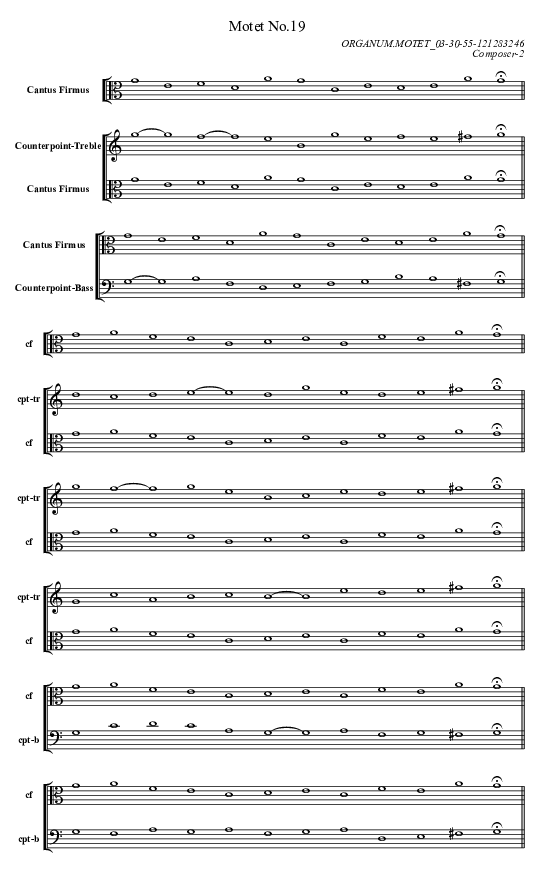 Motet No.19
ORGANUM.MOTET_03-30-55-121283246
Composer-2
Cantus Firmus
Counterpoint-Treble
Cantus Firmus
Cantus Firmus
Counterpoint-Bass
cf
cpt-tr
cf
cpt-tr
cf
cpt-tr
cf
cf
cpt-b
cf
cpt-b